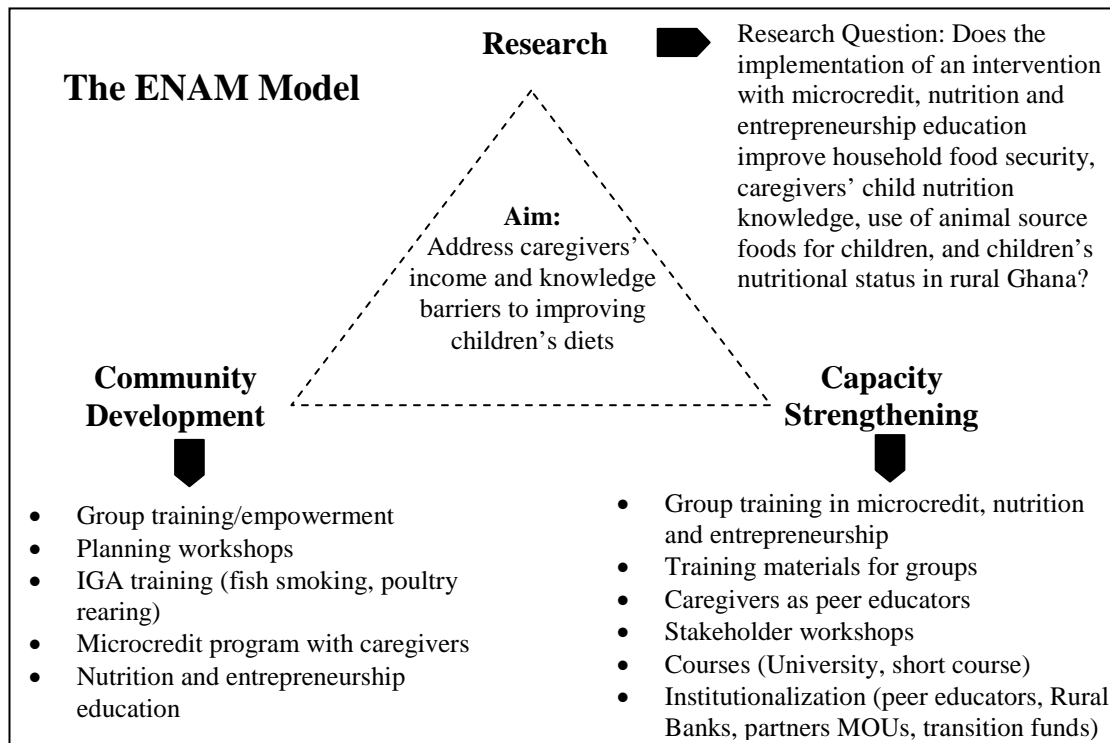 The ENAM Model
Research
Research Question: Does the
implementation of an intervention
with microcredit, nutrition and
entrepreneurship education
improve household food security,
caregivers’ child nutrition
knowledge, use of animal source
foods for children, and children’s
nutritional status in rural Ghana?
Aim:
Address caregivers’
income and knowledge
barriers to improving
children’s diets
Community
Development
• Group training/empowerment
• Planning workshops
• IGA training (fish smoking, poultry
rearing)
• Microcredit program with caregivers
• Nutrition and entrepreneurship
education
Capacity
Strengthening
• Group training in microcredit, nutrition
and entrepreneurship
• Training materials for groups
• Caregivers as peer educators
• Stakeholder workshops
• Courses (University, short course)
• Institutionalization (peer educators, Rural
Banks, partners MOUs, transition funds)